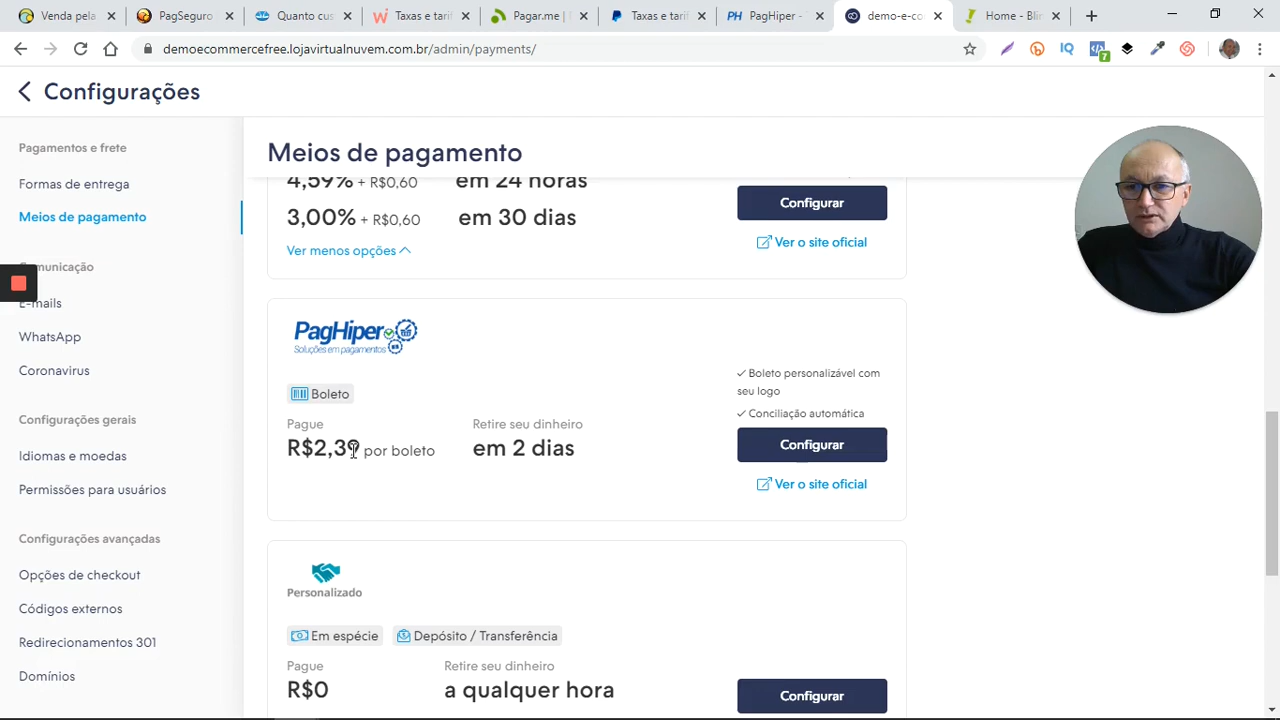 Venda pela
PagSeguro
Quanto cus
Taxas e tari
Pagar.me |
Taxas e tari
PagHiper -
demo-e-co
Home - Blin
demoecommercefree.lojavirtualnuvem.com.br/admin/payments/
IQ
7
Configurações
Pagamentos e frete
Formas de entrega
Meios de pagamento
E-mails
WhatsApp
Coronavirus
Configurações gerais
Idiomas e moedas
Permissões para usuários
Configurações avançadas
Opções de checkout
Códigos externos
Redirecionamentos 301
Domínios
Meios de pagamento
4,59% + R$0,60 em 24 horas
3,00% + R$0,60 em 30 dias
Ver menos opções
Configurar
Ver o site oficial
PagHiper
Soluções em pagamentos
Boleto
Pague
R$2,39 por boleto
Retire seu dinheiro
em 2 dias
✓ Boleto personalizável com
seu logo
✓ Conciliação automática
Configurar
Ver o site oficial
Personalizado
Em espécie
Depósito / Transferência
Pague
R$0
Retire seu dinheiro
a qualquer hora
Configurar